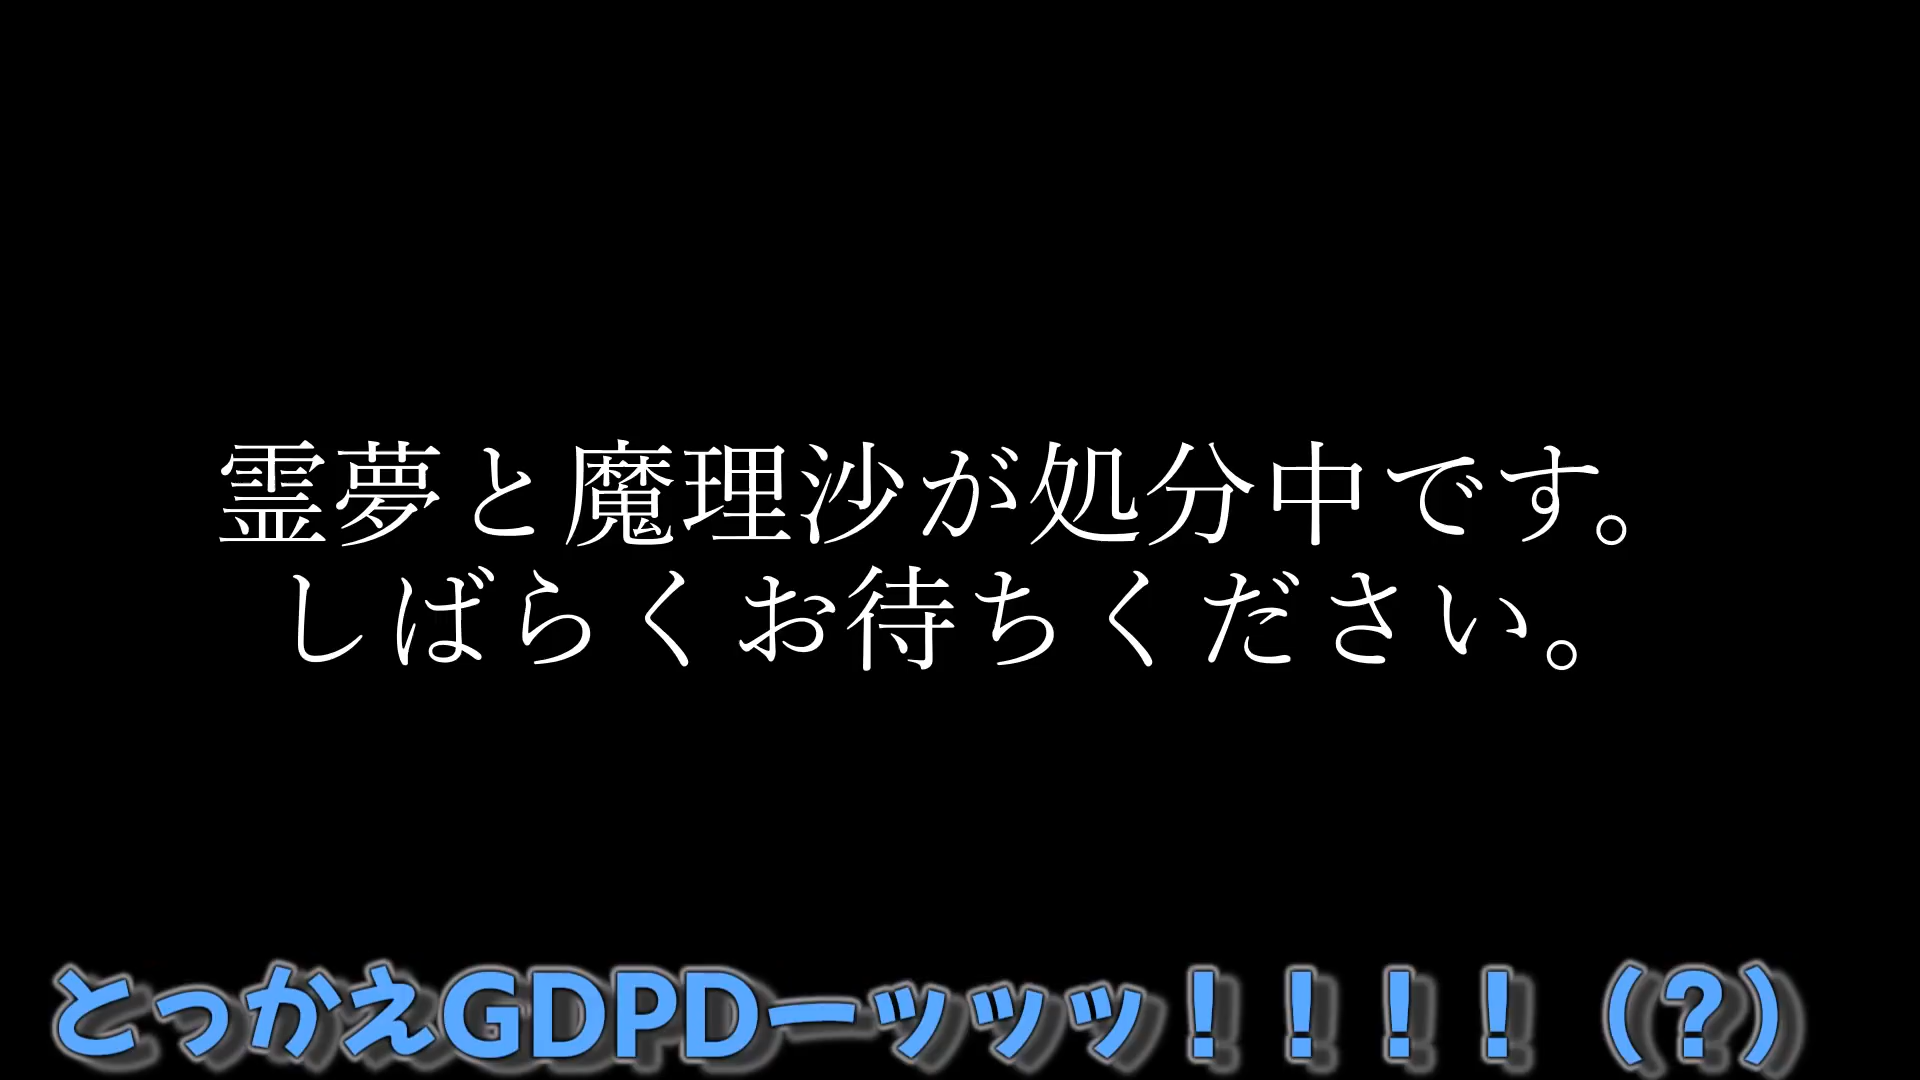 霊夢と魔理沙が処分中です。
しばらくお待ちください。
とっかえGDPDーッッッ！！！！（？）